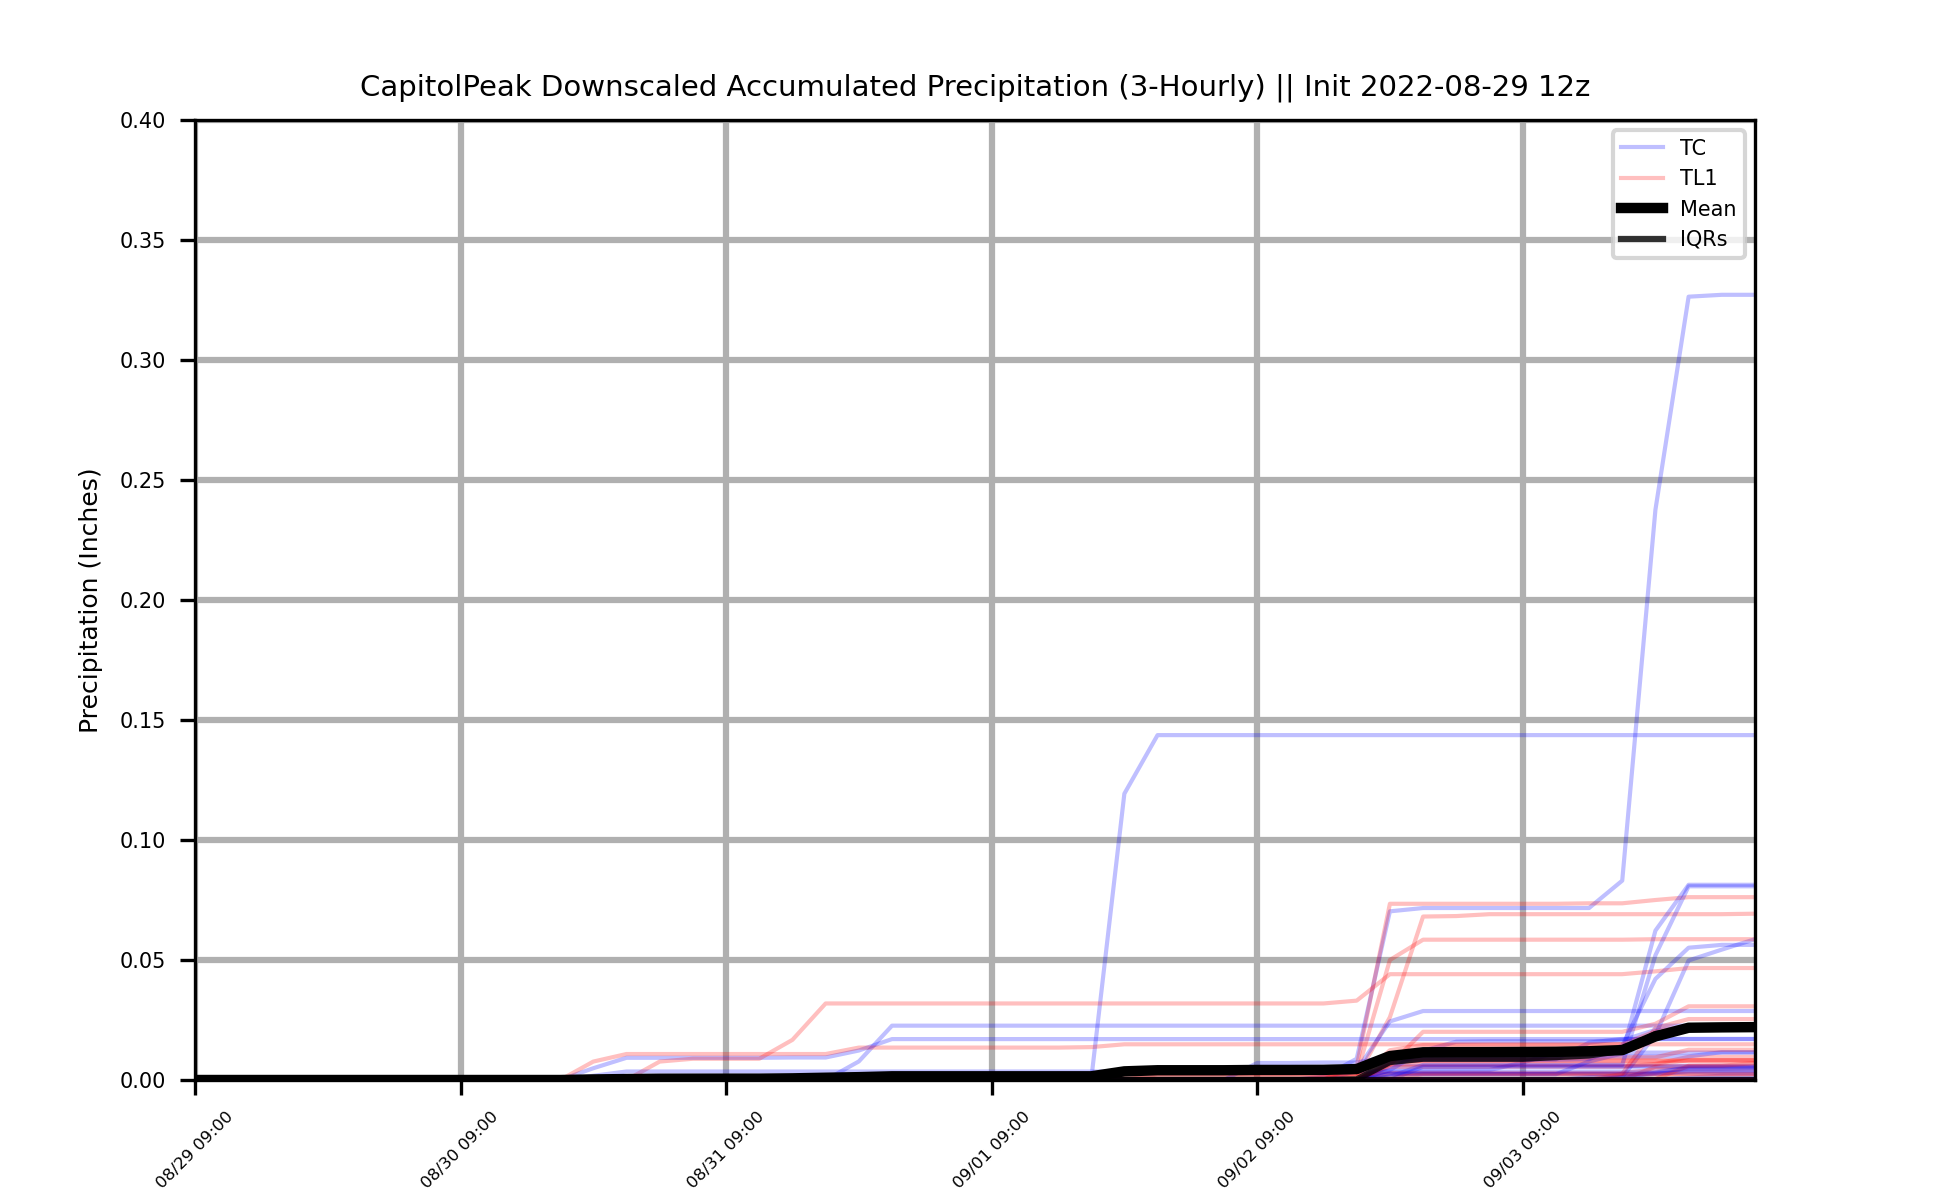 CapitolPeak Downscaled Accumulated Precipitation (3-Hourly) || Init 2022-08-29 12z
Precipitation (Inches)
0.40
0.35
0.30
0.25
0.20
0.15
0.10
0.05
0.00
TC
TL1
Mean
IQRs
08/29 09:00
08/30 09:00
08/31 09:00
09/01 09:00
09/02 09:00
09/03 09:00